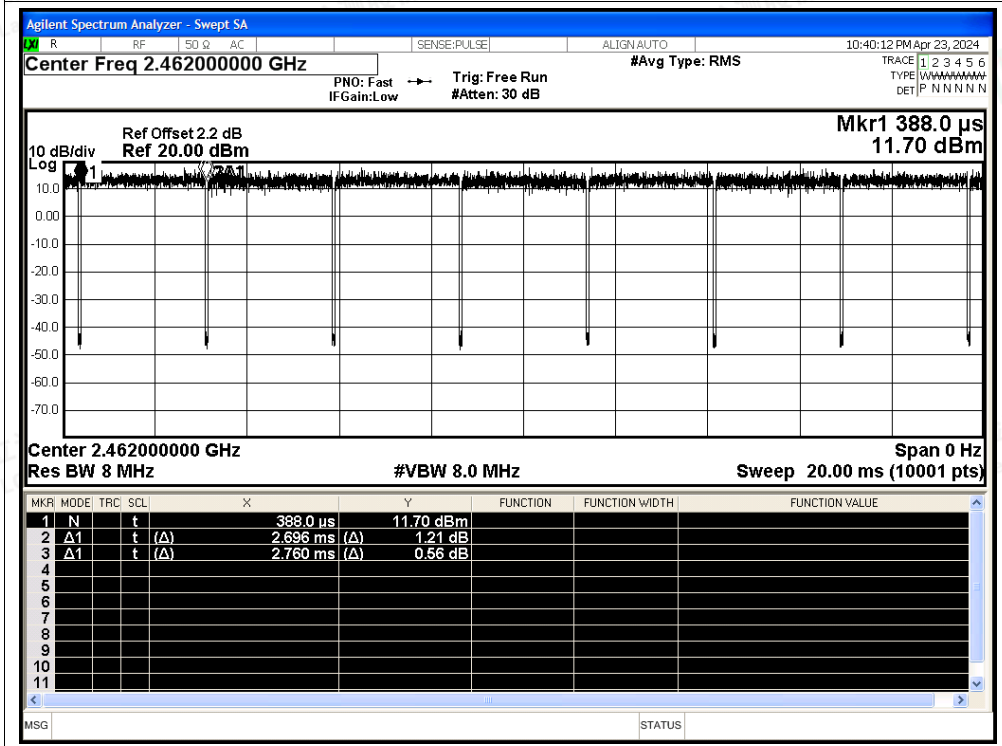 Agilent Spectrum Analyzer - Swept SA
LXI R RF 50 Ω AC SENSE:PULSE ALIGN AUTO 10:40:12 PM Apr 23, 2024
Center Freq 2.462000000 GHz #Avg Type: RMS TRACE 1 2 3 4 5 6
PNO: Fast Trig: Free Run TYPE WWWWWW
IFGain:Low #Atten: 30 dB DET P N N N N N
Mkr1 388.0 µs
Ref Offset 2.2 dB
10 dB/div Ref 20.00 dBm 11.70 dBm
Log
1 2Δ1
10.0
0.00
-10.0
-20.0
-30.0
-40.0
-50.0
-60.0
-70.0
Center 2.462000000 GHz Span 0 Hz
Res BW 8 MHz #VBW 8.0 MHz Sweep 20.00 ms (10001 pts)
MKR MODE TRC SCL X Y FUNCTION FUNCTION WIDTH FUNCTION VALUE
1 N t 388.0 µs 11.70 dBm
2 Δ1 t (Δ) 2.696 ms (Δ) 1.21 dB
3 Δ1 t (Δ) 2.760 ms (Δ) 0.56 dB
4
5
6
7
8
9
10
11
MSG STATUS